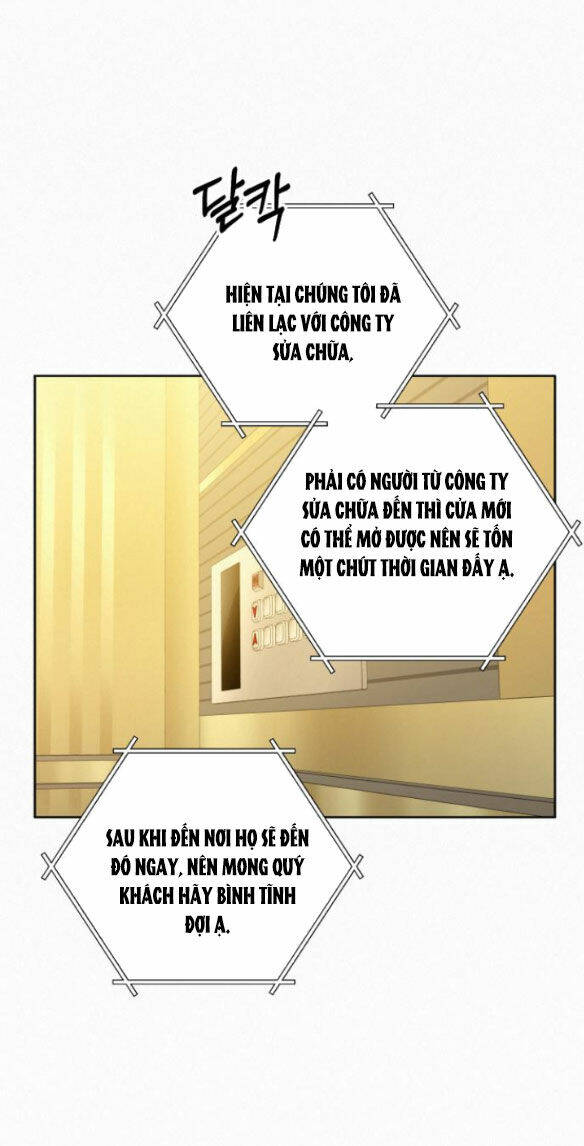 달칵
HIỆN TẠI CHÚNG TÔI ĐÃ
LIÊN LẠC VỚI CÔNG TY
SỬA CHỮA,
PHẢI CÓ NGƯỜI TỪ CÔNG TY
SỬA CHỮA ĐẾN THÌ CỬA MỚI
CÓ THỂ MỞ ĐƯỢC NÊN SẼ TỐN
MỘT CHÚT THỜI GIAN ĐẤY Ạ.
SAU KHI ĐẾN NƠI HỌ SẼ ĐẾN
ĐÓ NGAY, NÊN MONG QUÝ
KHÁCH HÃY BÌNH TĨNH
ĐỢI Ạ.